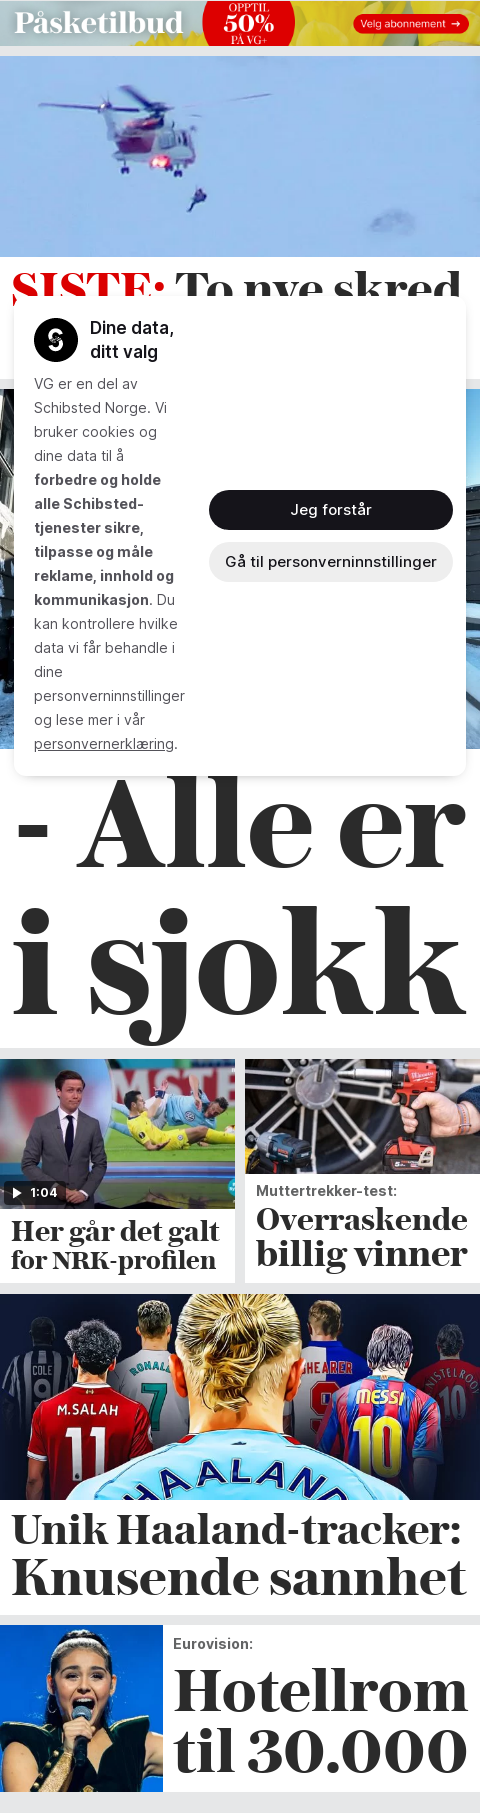 Påsketilbud
OPPTIL
50%
PÅ VG+
Velg abonnement →
SISTE: To nye skred
Dine data,
ditt valg
VG er en del av
Schibsted Norge. Vi
bruker cookies og
dine data til å
forbedre og holde
alle Schibsted-
tjenester sikre,
tilpasse og måle
reklame, innhold og
kommunikasjon. Du
kan kontrollere hvilke
data vi får behandle i
dine
personverninnstillinger
og lese mer i vår
personvernerklæring.
Jeg forstår
Gå til personverninnstillinger
- Alle er
i sjokk
1:04
Her går det galt
for NRK-profilen
Muttertrekker-test:
Overraskende
billig vinner
COLE
RONALDO
7
SHEARER
9
M.SALAH
11
MESSI
10
HAALAND
Unik Haaland-tracker:
Knusende sannhet
Eurovision:
Hotellrom
til 30.000